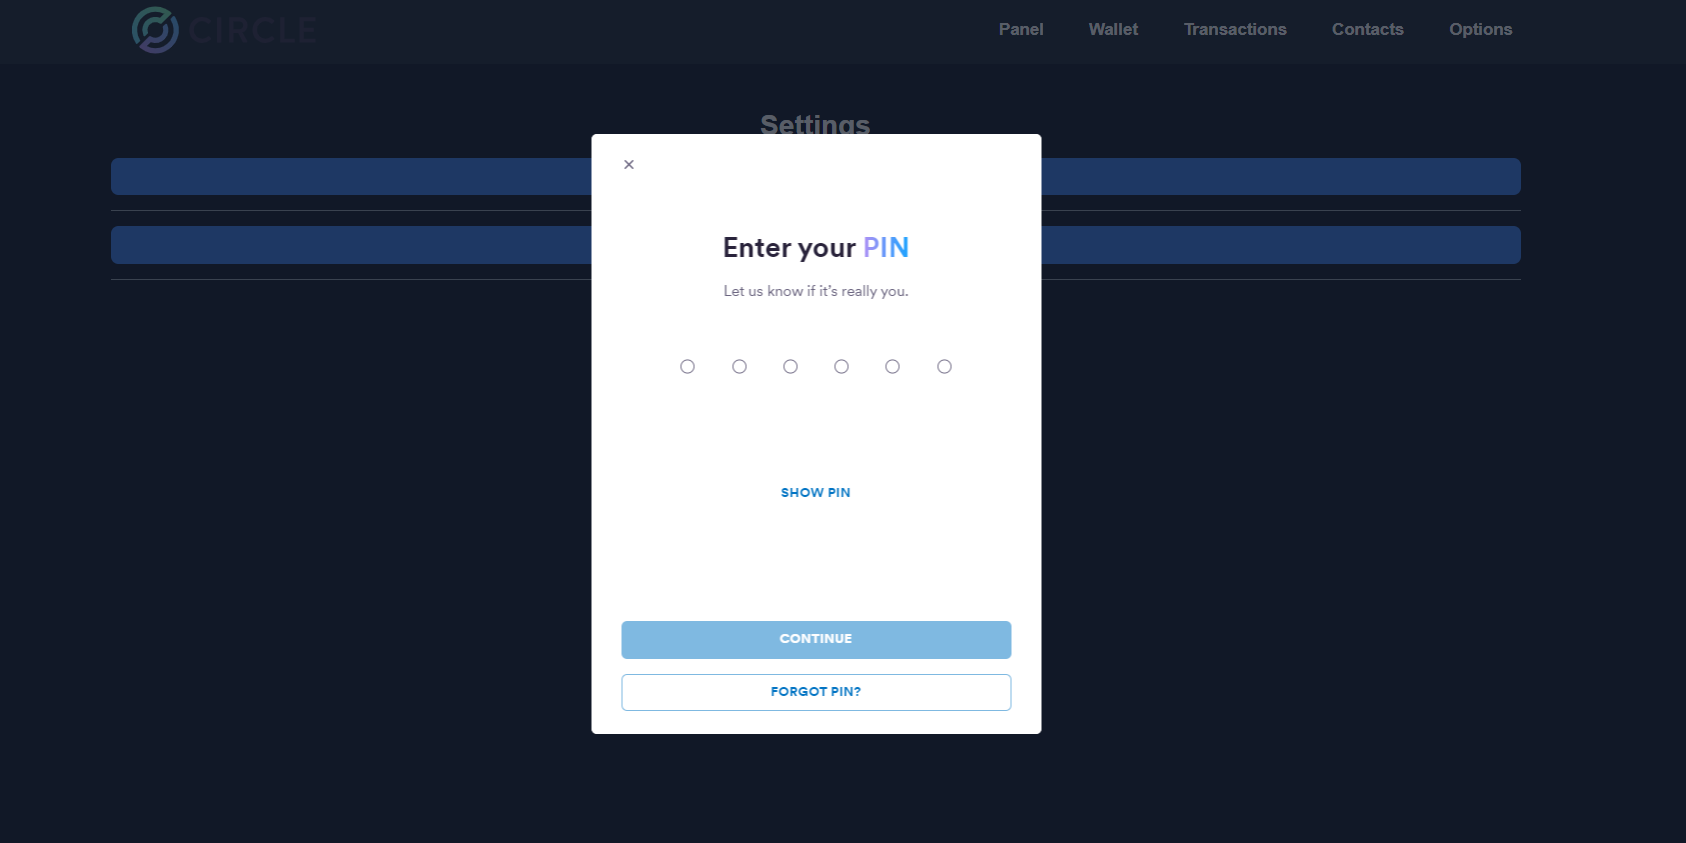 CIRCLE
Panel Wallet Transactions Contacts Options
Settings
Enter your PIN
Let us know if it's really you.
SHOW PIN
CONTINUE
FORGOT PIN?